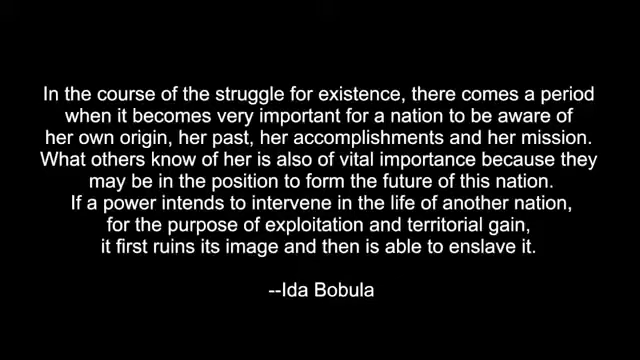 In the course of the struggle for existence, there comes a period
when it becomes very important for a nation to be aware of
her own origin, her past, her accomplishments and her mission.
What others know of her is also of vital importance because they
may be in the position to form the future of this nation.
If a power intends to intervene in the life of another nation,
for the purpose of exploitation and territorial gain,
it first ruins its image and then is able to enslave it.
--Ida Bobula